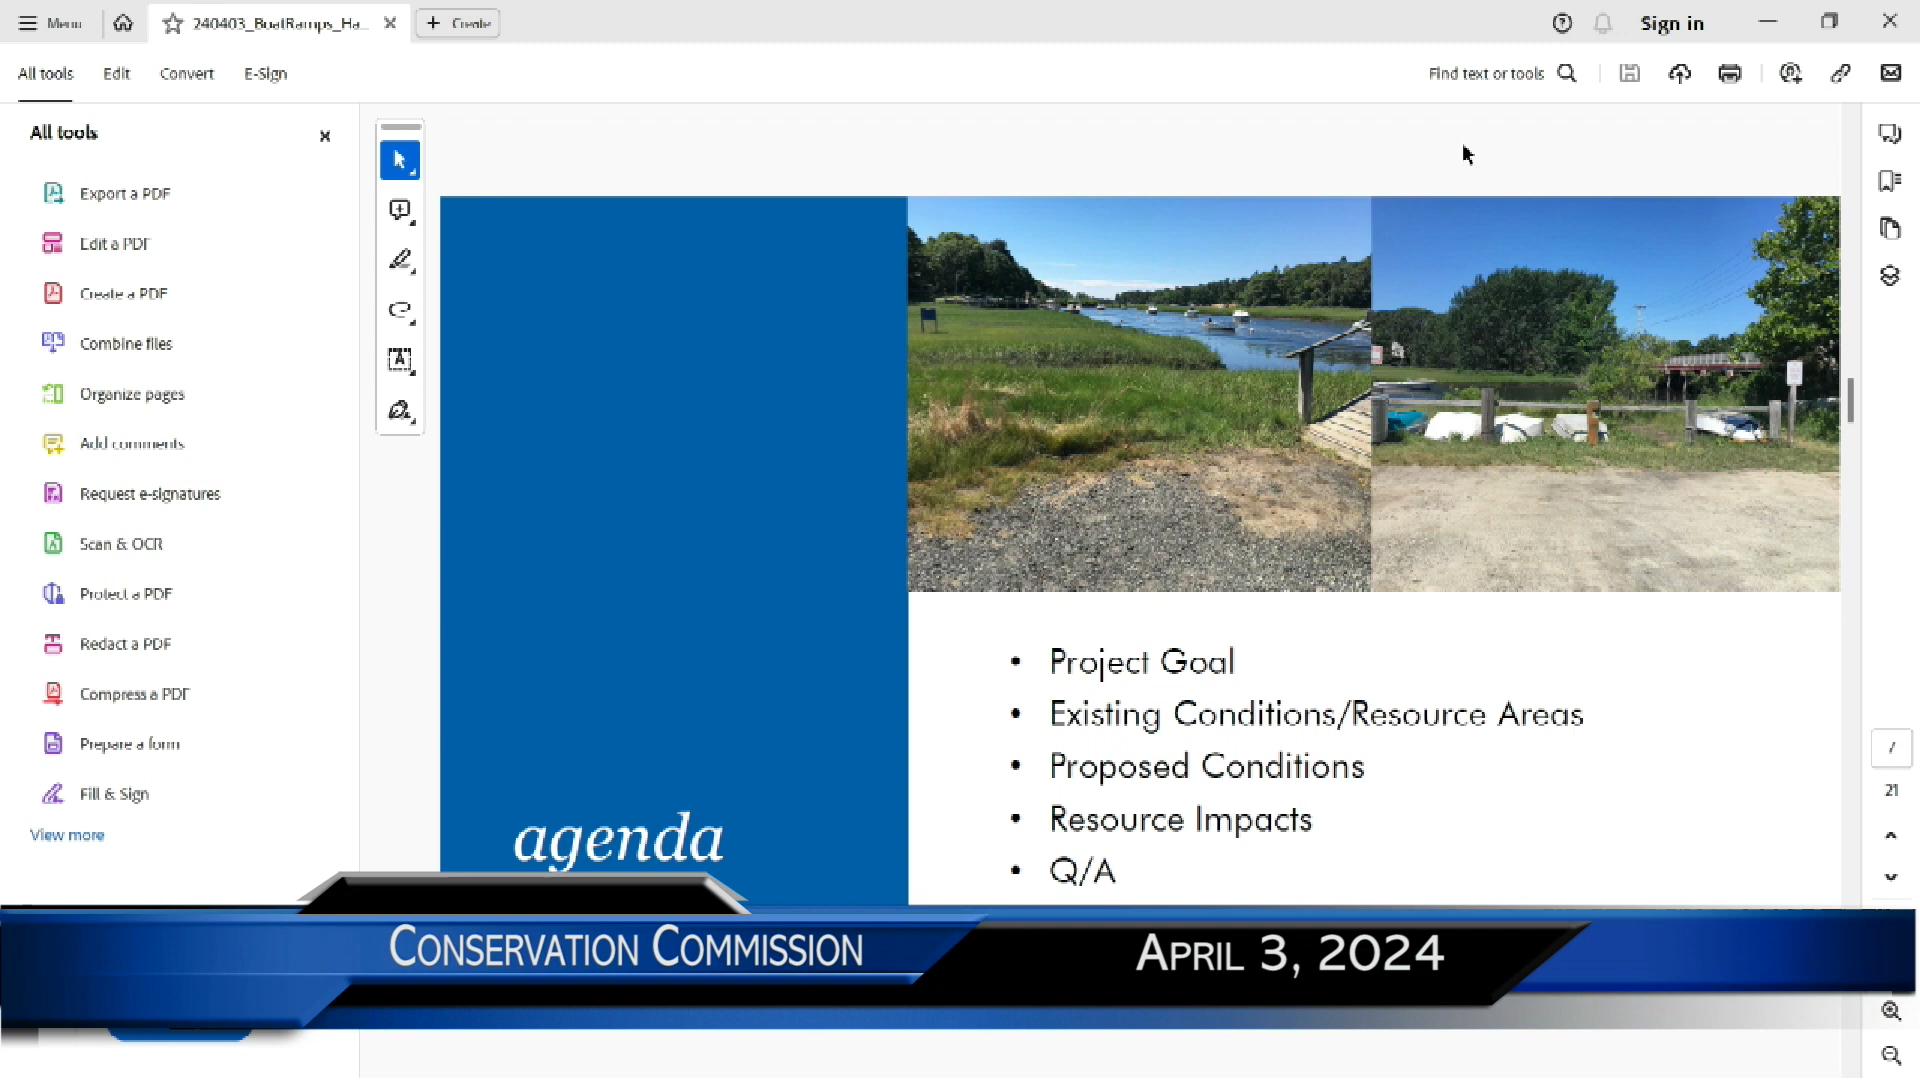 Menu
240403_BoatRamps_Ha...
Create
Sign in
All tools
Edit
Convert
E-Sign
Find text or tools
All tools
Export a PDF
Edit a PDF
Create a PDF
Combine files
Organize pages
Add comments
Request e-signatures
Scan & OCR
Protect a PDF
Redact a PDF
Compress a PDF
Prepare a form
Fill & Sign
View more
agenda
• Project Goal
• Existing Conditions/Resource Areas
• Proposed Conditions
• Resource Impacts
• Q/A
21
Conservation Commission
April 3, 2024